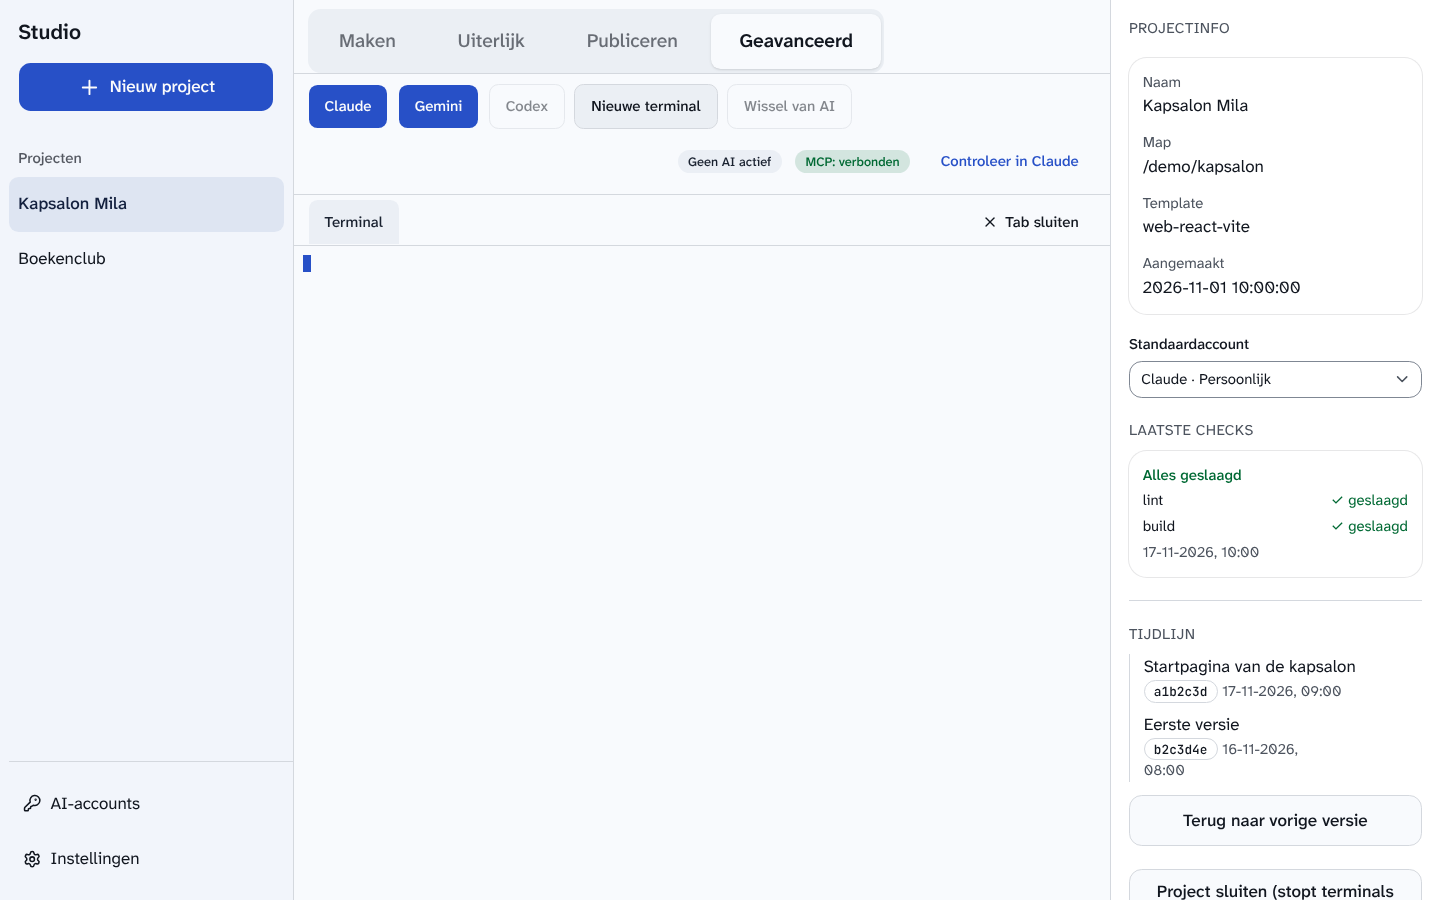 Studio
Nieuw project
Projecten
Kapsalon Mila
Boekenclub
AI-accounts
Instellingen
Maken
Uiterlijk
Publiceren
Geavanceerd
Claude
Gemini
Codex
Nieuwe terminal
Wissel van AI
Geen AI actief
MCP: verbonden
Controleer in Claude
Terminal
Tab sluiten
PROJECTINFO
Naam
Kapsalon Mila
Map
/demo/kapsalon
Template
web-react-vite
Aangemaakt
2026-11-01 10:00:00
Standaardaccount
Claude · Persoonlijk
LAATSTE CHECKS
Alles geslaagd
lint ✓ geslaagd
build ✓ geslaagd
17-11-2026, 10:00
TIJDLIJN
Startpagina van de kapsalon
a1b2c3d 17-11-2026, 09:00
Eerste versie
b2c3d4e 16-11-2026,
08:00
Terug naar vorige versie
Project sluiten (stopt terminals